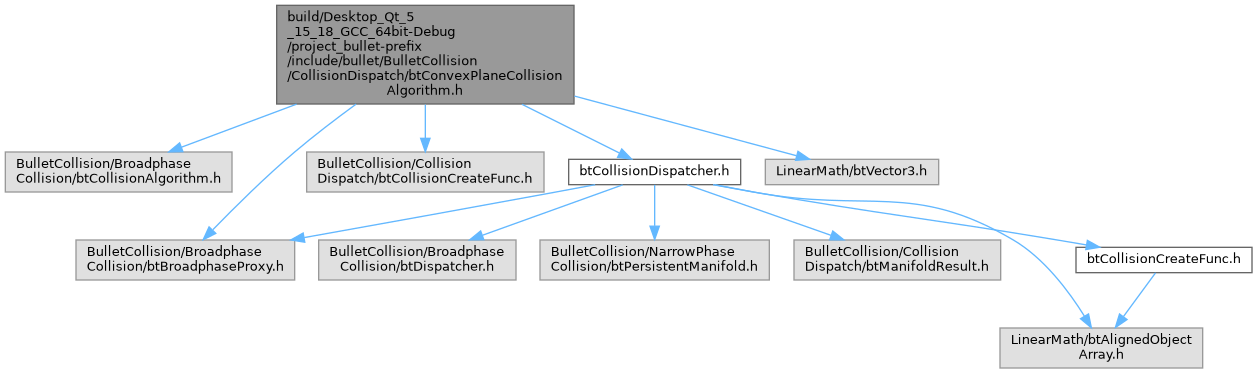 build/Desktop_Qt_5
_15_18_GCC_64bit-Debug
/project_bullet-prefix
/include/bullet/BulletCollision
/CollisionDispatch/btConvexPlaneCollision
Algorithm.h
BulletCollision/Broadphase
Collision/btCollisionAlgorithm.h
BulletCollision/Collision
Dispatch/btCollisionCreateFunc.h
btCollisionDispatcher.h
LinearMath/btVector3.h
BulletCollision/Broadphase
Collision/btBroadphaseProxy.h
BulletCollision/Broadphase
Collision/btDispatcher.h
BulletCollision/NarrowPhase
Collision/btPersistentManifold.h
BulletCollision/Collision
Dispatch/btManifoldResult.h
btCollisionCreateFunc.h
LinearMath/btAlignedObject
Array.h